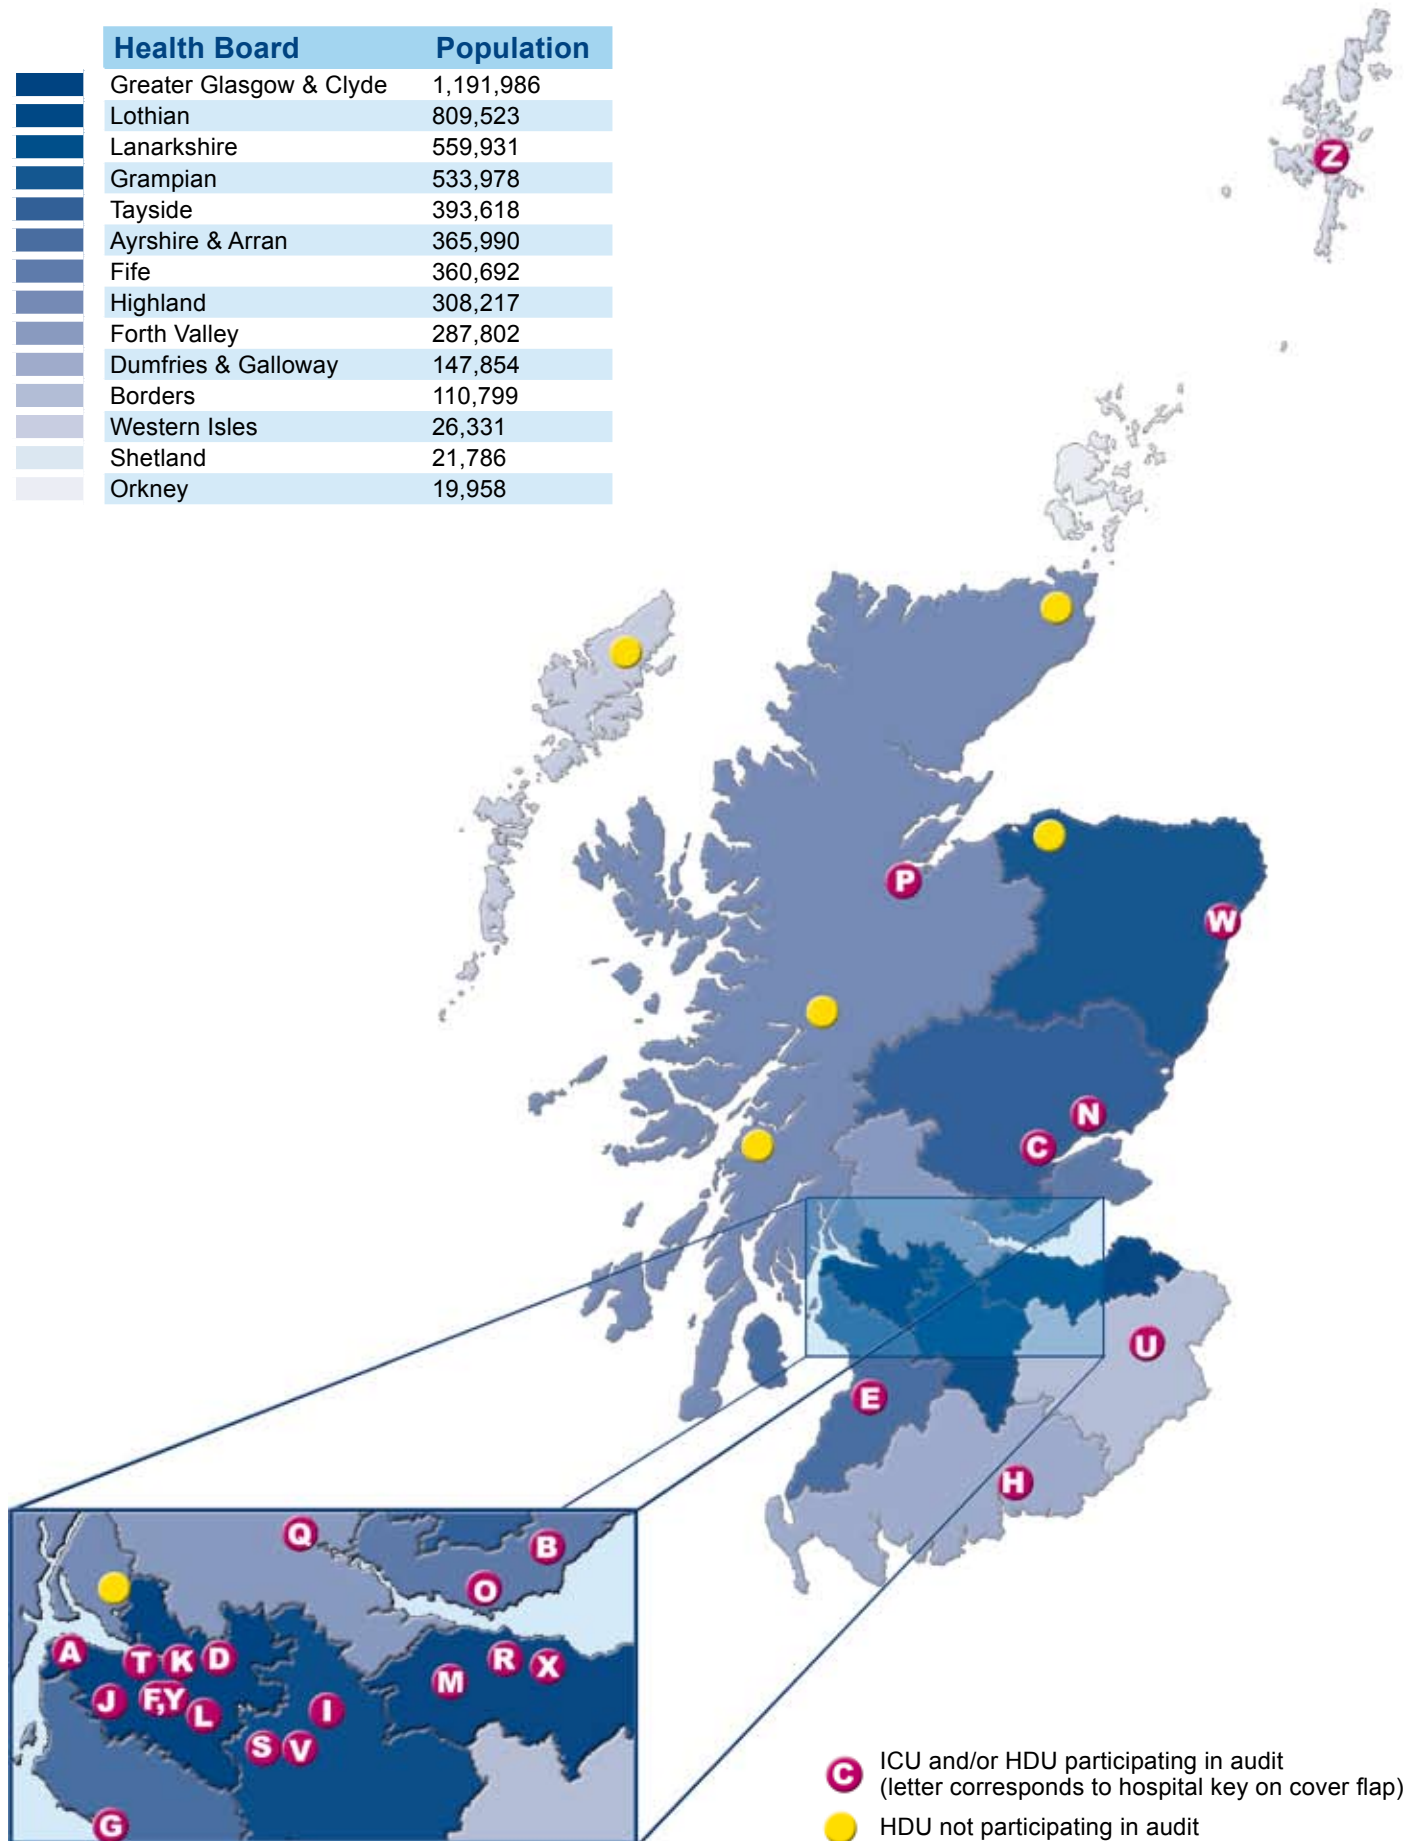 Health Board Population
Greater Glasgow & Clyde 1,191,986
Lothian 809,523
Lanarkshire 559,931
Grampian 533,978
Tayside 393,618
Ayrshire & Arran 365,990
Fife 360,692
Highland 308,217
Forth Valley 287,802
Dumfries & Galloway 147,854
Borders 110,799
Western Isles 26,331
Shetland 21,786
Orkney 19,958
Z
P
W
N
C
U
E
H
Q
B
O
A
T K D
R X
M
J
F,Y
L
I
S V
G
C ICU and/or HDU participating in audit
(letter corresponds to hospital key on cover flap)
HDU not participating in audit